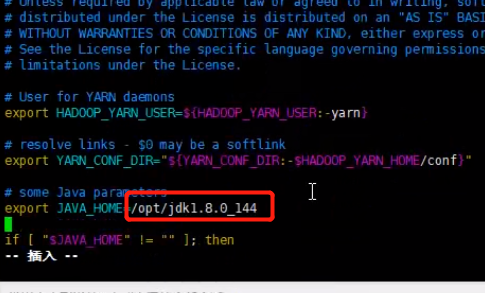 # Unless required by applicable law or agreed to in writing, soft
# distributed under the License is distributed on an "AS IS" BASI
# WITHOUT WARRANTIES OR CONDITIONS OF ANY KIND, either express or
# See the License for the specific language governing permissions
# limitations under the License.
# User for YARN daemons
export HADOOP_YARN_USER=${HADOOP_YARN_USER:-yarn}
# resolve links - $0 may be a softlink
export YARN_CONF_DIR="${YARN_CONF_DIR:-$HADOOP_YARN_HOME/conf}"
# some Java parameters
export JAVA_HOME=/opt/jdk1.8.0_144
if [ "$JAVA_HOME" != "" ]; then
-- 插入 --